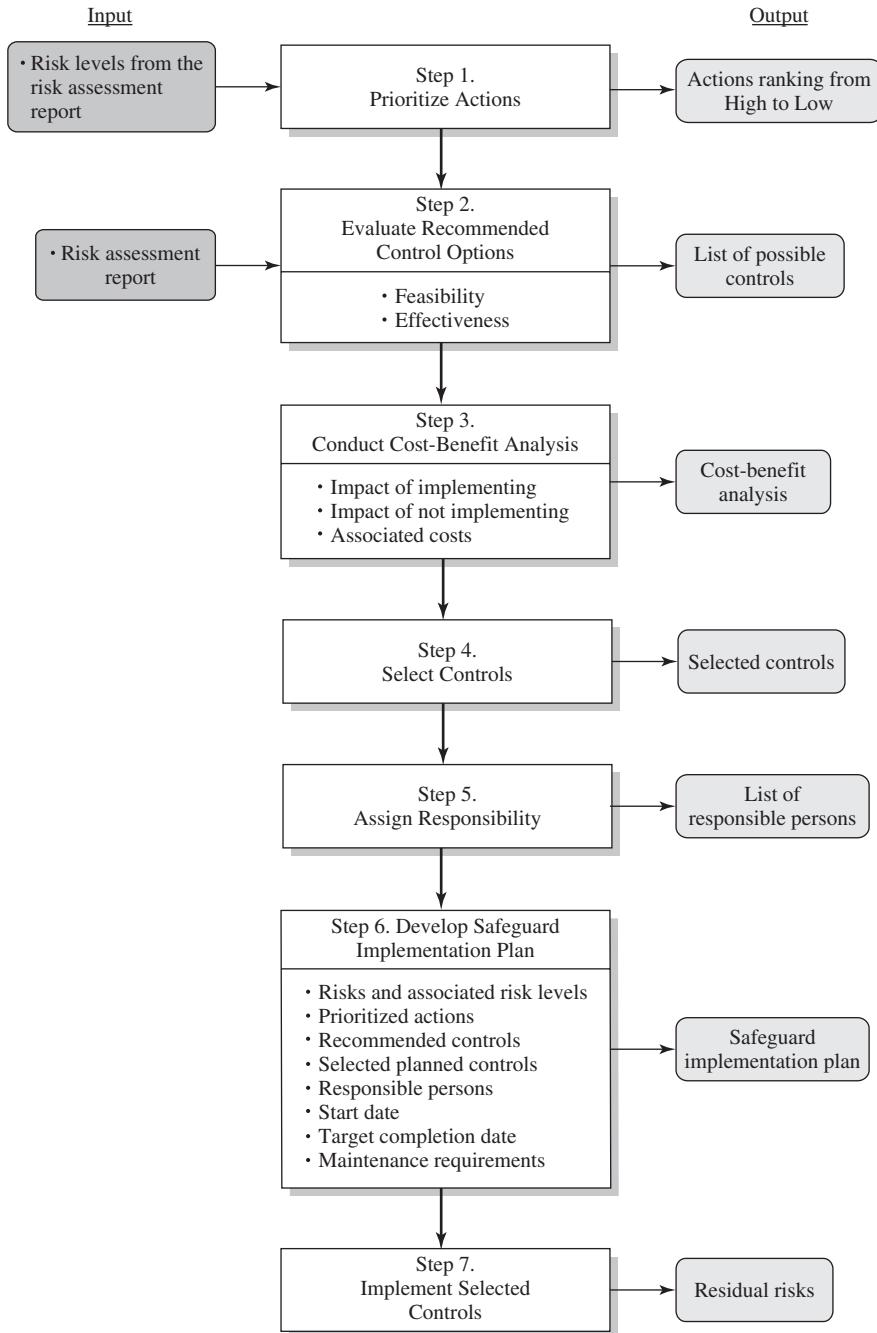 Input
Output
· Risk levels from the
risk assessment
report
Step 1.
Prioritize Actions
Actions ranking from
High to Low
Step 2.
Evaluate Recommended
Control Options
· Feasibility
· Effectiveness
· Risk assessment
report
List of possible
controls
Step 3.
Conduct Cost-Benefit Analysis
· Impact of implementing
· Impact of not implementing
· Associated costs
Cost-benefit
analysis
Step 4.
Select Controls
Selected controls
Step 5.
Assign Responsibility
List of
responsible persons
Step 6. Develop Safeguard
Implementation Plan
· Risks and associated risk levels
· Prioritized actions
· Recommended controls
· Selected planned controls
· Responsible persons
· Start date
· Target completion date
· Maintenance requirements
Safeguard
implementation plan
Step 7.
Implement Selected
Controls
Residual risks